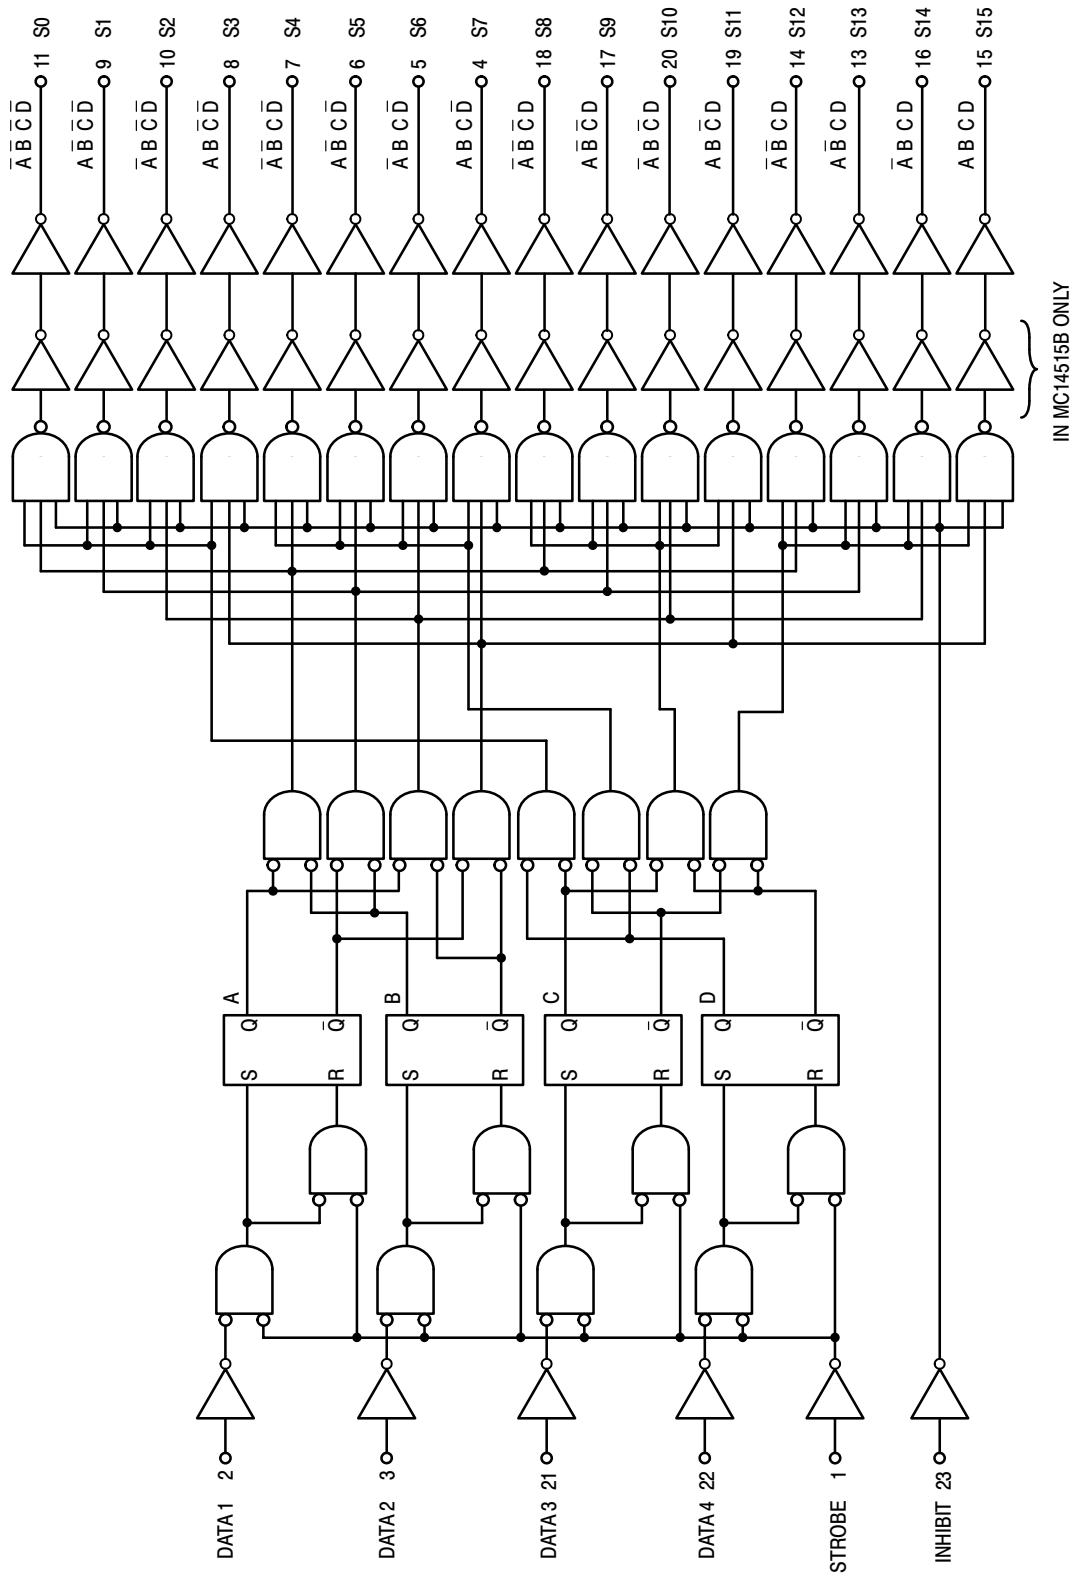 A̅ B̅ C̅ D̅ 11 S0
A B̅ C̅ D̅ 9 S1
A̅ B C̅ D̅ 10 S2
A B C̅ D̅ 8 S3
A̅ B̅ C D̅ 7 S4
A B̅ C D̅ 6 S5
A̅ B C D̅ 5 S6
A B C D̅ 4 S7
A̅ B̅ C̅ D 18 S8
A B̅ C̅ D 17 S9
A̅ B C̅ D 20 S10
A B C̅ D 19 S11
A̅ B̅ C D 14 S12
A B̅ C D 13 S13
A̅ B C D 16 S14
A B C D 15 S15
IN MC14515B ONLY
DATA 1 2
S Q A
R Q̅
DATA 2 3
S Q B
R Q̅
DATA 3 21
S Q C
R Q̅
DATA 4 22
S Q D
R Q̅
STROBE 1
INHIBIT 23